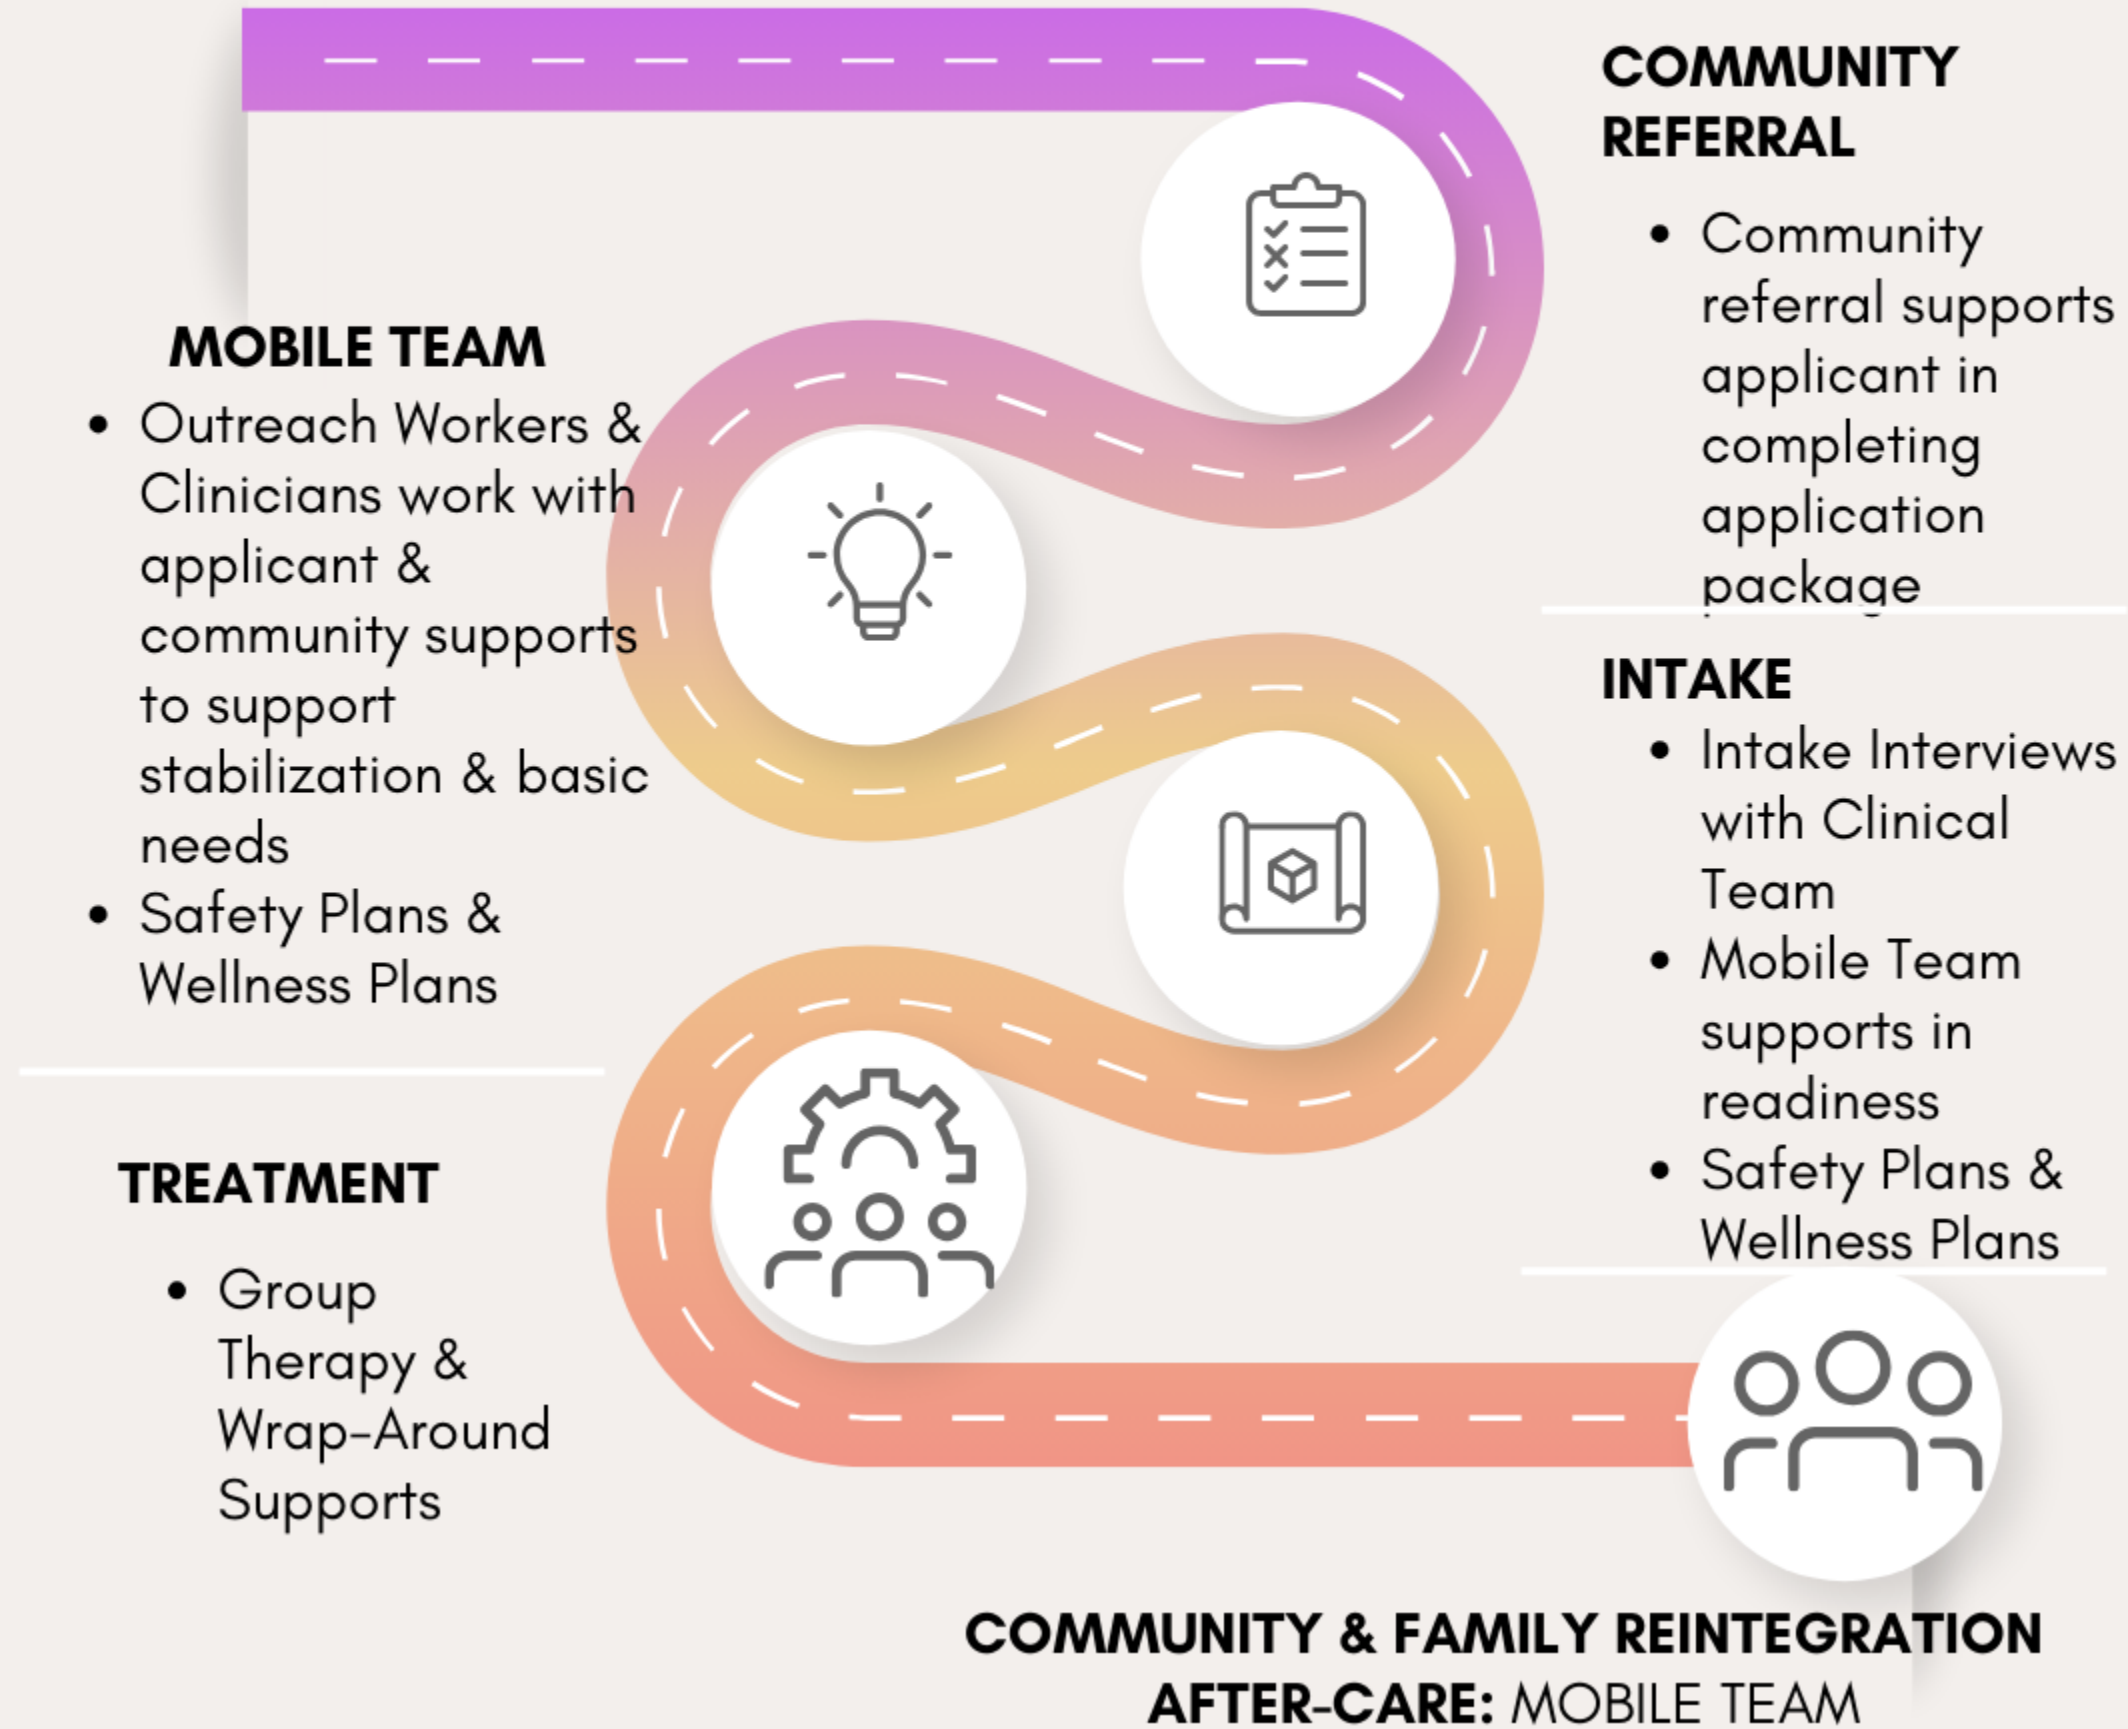 COMMUNITY
REFERRAL
• Community
referral supports
applicant in
completing
application
package
MOBILE TEAM
• Outreach Workers &
Clinicians work with
applicant &
community supports
to support
stabilization & basic
needs
• Safety Plans &
Wellness Plans
INTAKE
• Intake Interviews
with Clinical
Team
• Mobile Team
supports in
readiness
• Safety Plans &
Wellness Plans
TREATMENT
• Group
Therapy &
Wrap-Around
Supports
COMMUNITY & FAMILY REINTEGRATION
AFTER-CARE: MOBILE TEAM